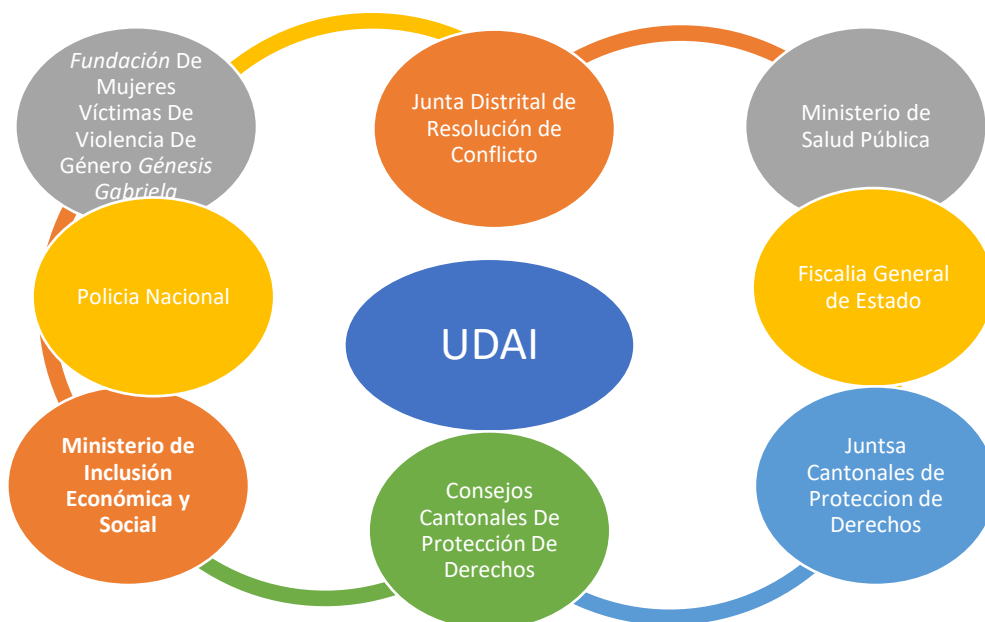 Fundación De
Mujeres
Víctimas De
Violencia De
Género Génesis
Gabriela
Junta Distrital de
Resolución de
Conflicto
Ministerio de
Salud Pública
Policia Nacional
UDAI
Fiscalia General
de Estado
Ministerio de
Inclusión
Económica y
Social
Consejos
Cantonales De
Protección De
Derechos
Juntsa
Cantonales de
Proteccion de
Derechos